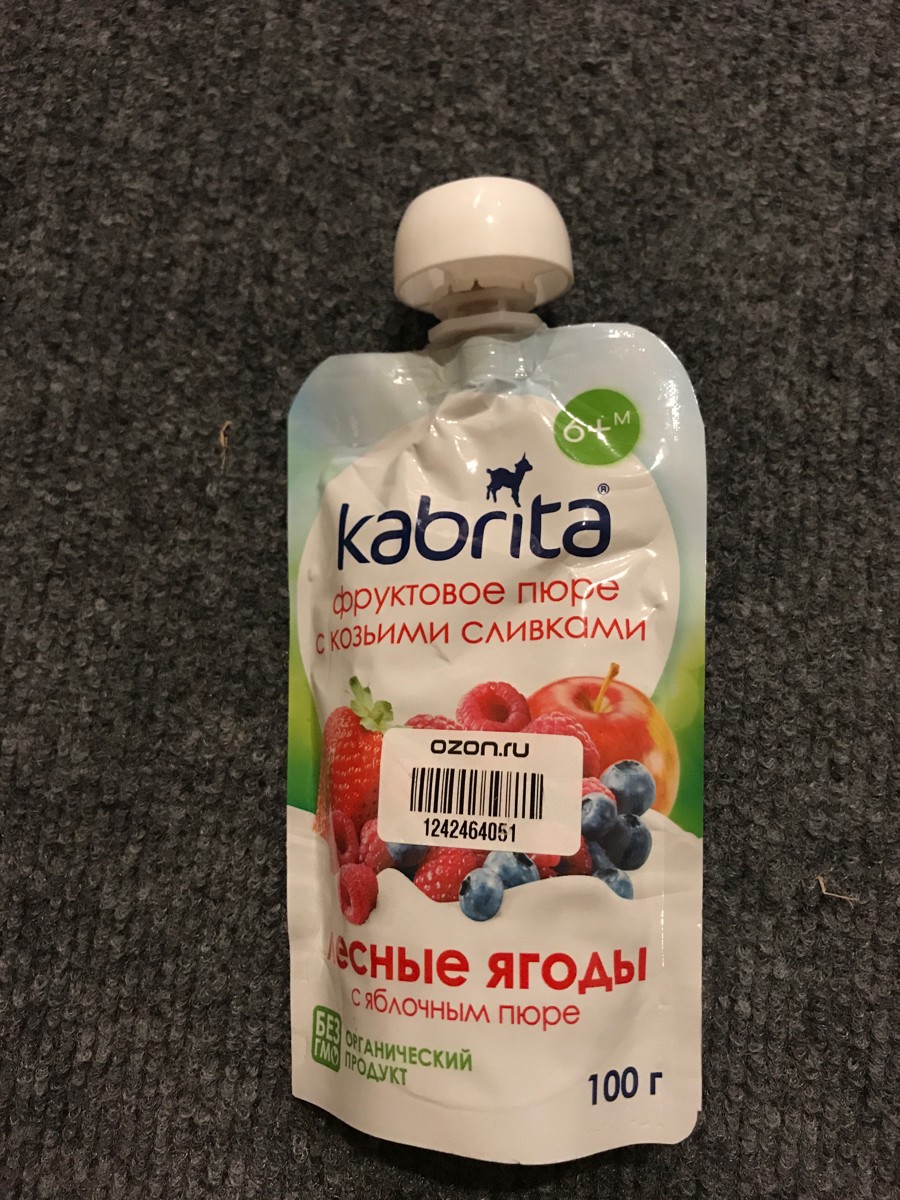 6+М
kabrita®
фруктовое пюре
с козьими сливками
ozon.ru
1242464051
лесные ягоды
с яблочным пюре
БЕЗ
ГМО
ОРГАНИЧЕСКИЙ
ПРОДУКТ
100 г